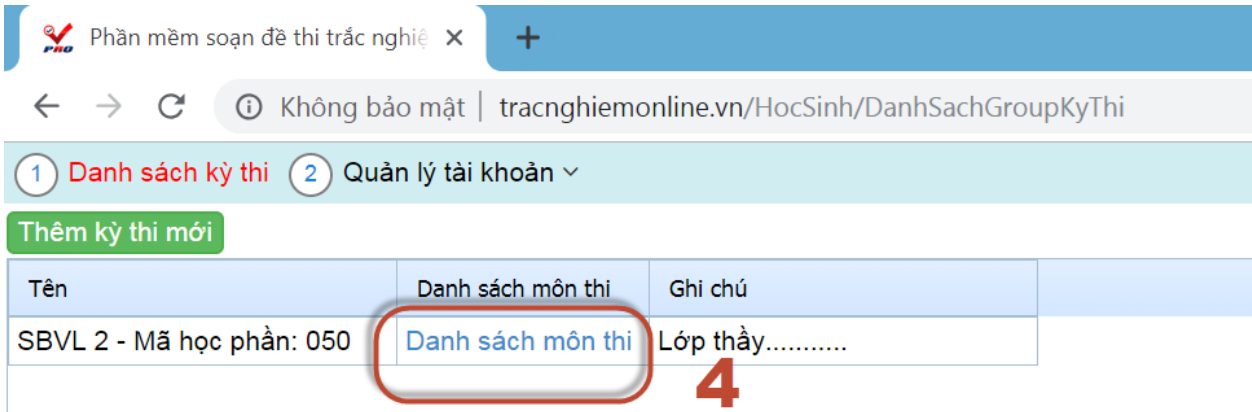 PRO Phần mềm soạn đề thi trắc nghiệ
Không bảo mật | tracnghiemonline.vn/HocSinh/DanhSachGroupKyThi
1 Danh sách kỳ thi 2 Quản lý tài khoản
Thêm kỳ thi mới
Tên Danh sách môn thi Ghi chú
SBVL 2 - Mã học phần: 050 Danh sách môn thi Lớp thầy...........
4